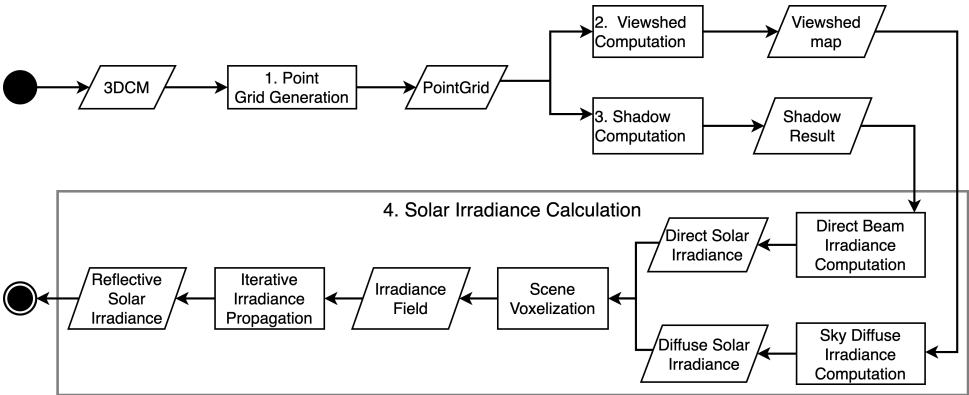 3DCM
1. Point
Grid Generation
PointGrid
2. Viewshed
Computation
Viewshed
map
3. Shadow
Computation
Shadow
Result
4. Solar Irradiance Calculation
Direct Beam
Irradiance
Computation
Direct Solar
Irradiance
Sky Diffuse
Irradiance
Computation
Diffuse Solar
Irradiance
Scene
Voxelization
Irradiance
Field
Iterative
Irradiance
Propagation
Reflective
Solar
Irradiance